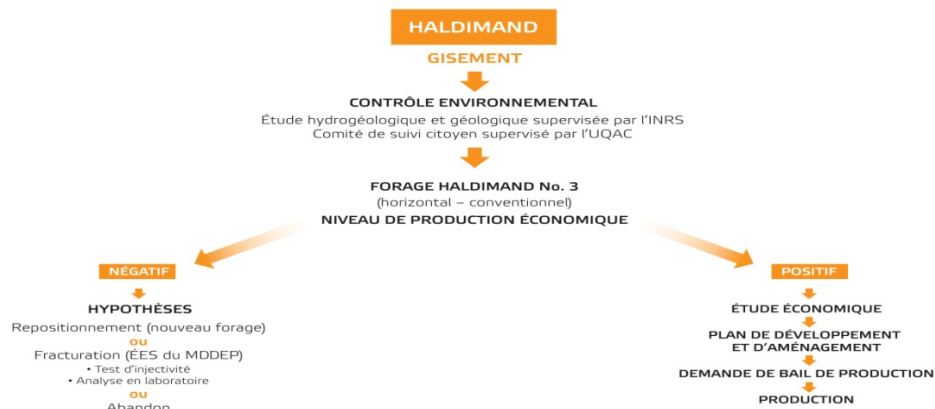 HALDIMAND
GISEMENT
CONTRÔLE ENVIRONNEMENTAL
Étude hydrogéologique et géologique supervisée par l'INRS
Comité de suivi citoyen supervisé par l'UQAC
FORAGE HALDIMAND No. 3
(horizontal – conventionnel)
NIVEAU DE PRODUCTION ÉCONOMIQUE
NÉGATIF
HYPOTHÈSES
Repositionnement (nouveau forage)
ou
Fracturation (ÉES du MDDEP)
• Test d'injectivité
• Analyse en laboratoire
ou
Abandon
POSITIF
ÉTUDE ÉCONOMIQUE
PLAN DE DÉVELOPPEMENT
ET D'AMÉNAGEMENT
DEMANDE DE BAIL DE PRODUCTION
PRODUCTION